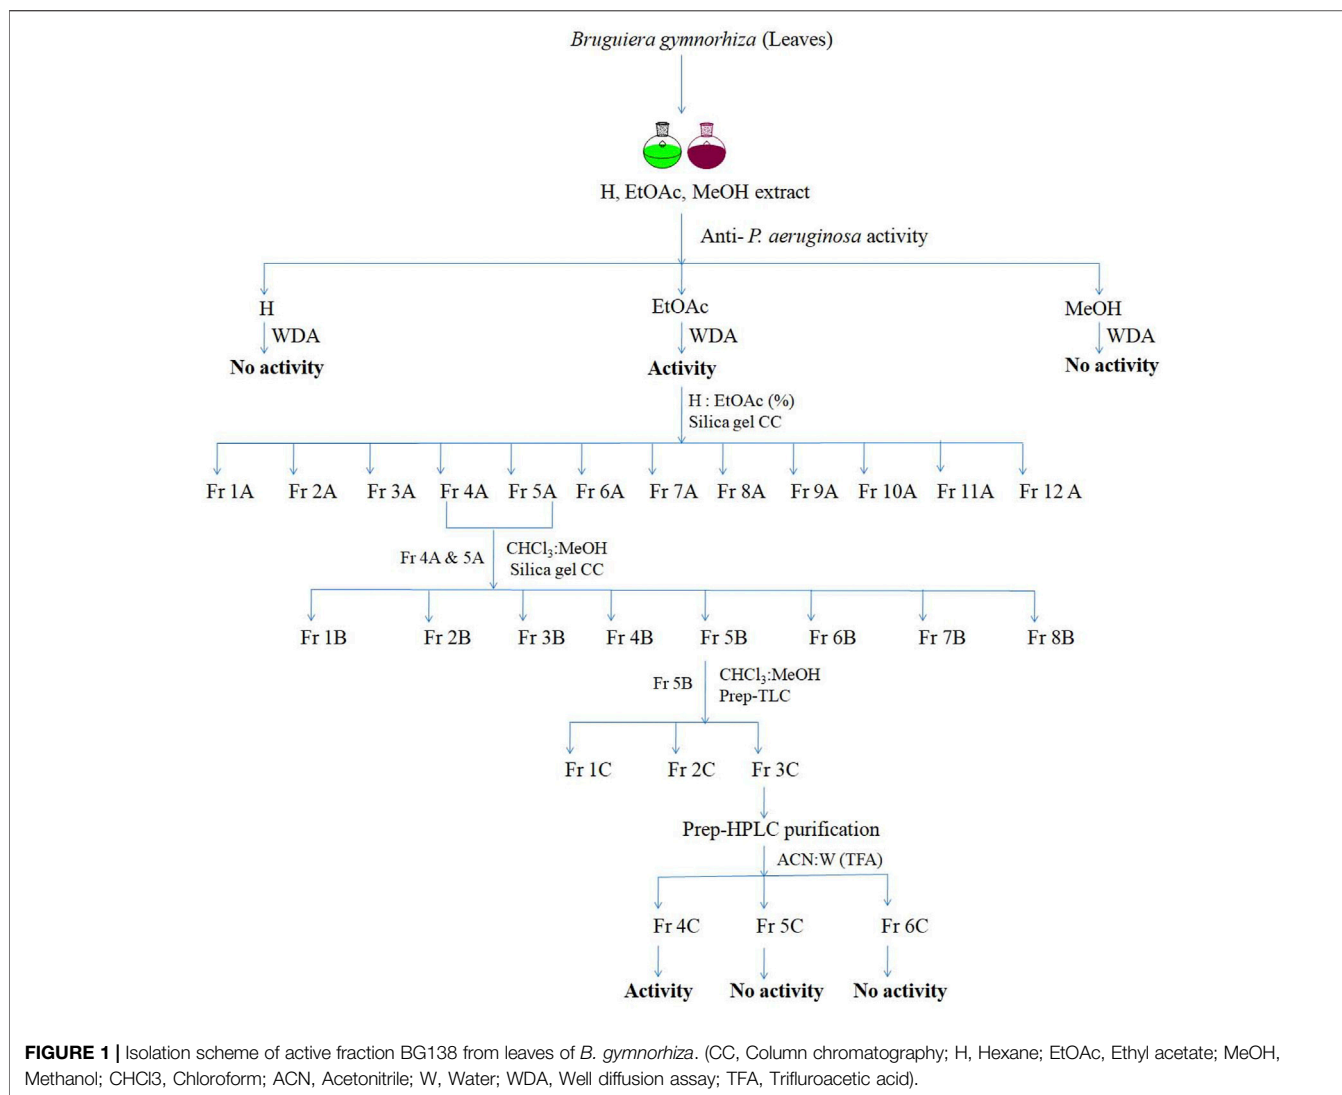 Bruguiera gymnorhiza (Leaves)
H, EtOAc, MeOH extract
Anti- P. aeruginosa activity
H
EtOAc
MeOH
WDA
WDA
WDA
No activity
Activity
No activity
H : EtOAc (%)
Silica gel CC
Fr 1A
Fr 2A
Fr 3A
Fr 4A
Fr 5A
Fr 6A
Fr 7A
Fr 8A
Fr 9A
Fr 10A
Fr 11A
Fr 12 A
Fr 4A & 5A
CHCl₃:MeOH
Silica gel CC
Fr 1B
Fr 2B
Fr 3B
Fr 4B
Fr 5B
Fr 6B
Fr 7B
Fr 8B
Fr 5B
CHCl₃:MeOH
Prep-TLC
Fr 1C
Fr 2C
Fr 3C
Prep-HPLC purification
ACN:W (TFA)
Fr 4C
Fr 5C
Fr 6C
Activity
No activity
No activity
FIGURE 1 | Isolation scheme of active fraction BG138 from leaves of B. gymnorhiza. (CC, Column chromatography; H, Hexane; EtOAc, Ethyl acetate; MeOH,
Methanol; CHCl3, Chloroform; ACN, Acetonitrile; W, Water; WDA, Well diffusion assay; TFA, Trifluroacetic acid).